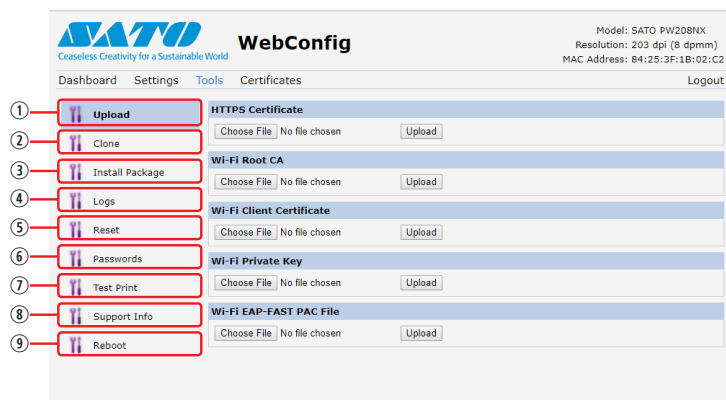 SATO
Ceaseless Creativity for a Sustainable World
WebConfig
Model: SATO PW208NX
Resolution: 203 dpi (8 dpmm)
MAC Address: 84:25:3F:1B:02:C2
Dashboard Settings Tools Certificates Logout
① Upload
② Clone
③ Install Package
④ Logs
⑤ Reset
⑥ Passwords
⑦ Test Print
⑧ Support Info
⑨ Reboot
HTTPS Certificate
Choose File No file chosen Upload
Wi-Fi Root CA
Choose File No file chosen Upload
Wi-Fi Client Certificate
Choose File No file chosen Upload
Wi-Fi Private Key
Choose File No file chosen Upload
Wi-Fi EAP-FAST PAC File
Choose File No file chosen Upload